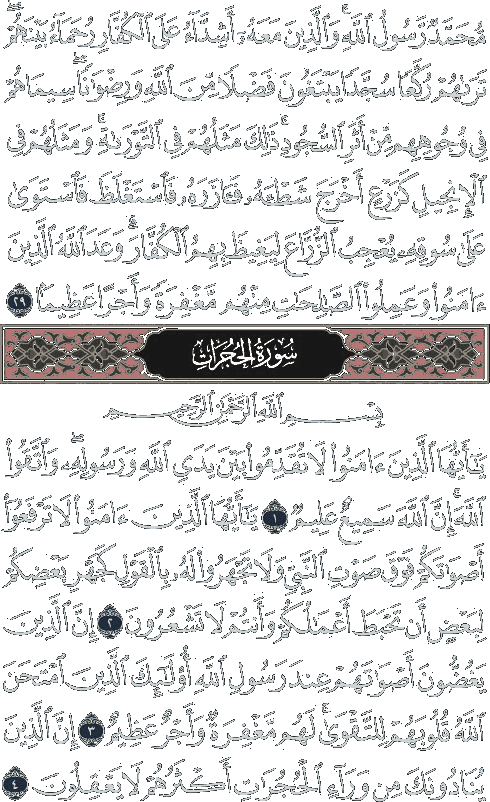 مُّحَمَّدٌ رَّسُولُ ٱللَّهِ ۚ وَٱلَّذِينَ مَعَهُۥٓ أَشِدَّآءُ عَلَى ٱلْكُفَّارِ رُحَمَآءُ بَيْنَهُمْ ۖ
تَرَىٰهُمْ رُكَّعًا سُجَّدًا يَبْتَغُونَ فَضْلًا مِّنَ ٱللَّهِ وَرِضْوَٰنًا ۖ سِيمَاهُمْ
فِى وُجُوهِهِم مِّنْ أَثَرِ ٱلسُّجُودِ ۚ ذَٰلِكَ مَثَلُهُمْ فِى ٱلتَّوْرَىٰةِ ۚ وَمَثَلُهُمْ فِى
ٱلْإِنجِيلِ كَزَرْعٍ أَخْرَجَ شَطْـَٔهُۥ فَـَٔازَرَهُۥ فَٱسْتَغْلَظَ فَٱسْتَوَىٰ
عَلَىٰ سُوقِهِۦ يُعْجِبُ ٱلزُّرَّاعَ لِيَغِيظَ بِهِمُ ٱلْكُفَّارَ ۗ وَعَدَ ٱللَّهُ ٱلَّذِينَ
ءَامَنُوا۟ وَعَمِلُوا۟ ٱلصَّٰلِحَٰتِ مِنْهُم مَّغْفِرَةً وَأَجْرًا عَظِيمًۢا ٢٩
سُورَةُ الحُجُرَاتِ
بِسْمِ ٱللَّهِ ٱلرَّحْمَٰنِ ٱلرَّحِيمِ
يَٰٓأَيُّهَا ٱلَّذِينَ ءَامَنُوا۟ لَا تُقَدِّمُوا۟ بَيْنَ يَدَىِ ٱللَّهِ وَرَسُولِهِۦ ۖ وَٱتَّقُوا۟
ٱللَّهَ ۚ إِنَّ ٱللَّهَ سَمِيعٌ عَلِيمٌ ١ يَٰٓأَيُّهَا ٱلَّذِينَ ءَامَنُوا۟ لَا تَرْفَعُوٓا۟
أَصْوَٰتَكُمْ فَوْقَ صَوْتِ ٱلنَّبِىِّ وَلَا تَجْهَرُوا۟ لَهُۥ بِٱلْقَوْلِ كَجَهْرِ بَعْضِكُمْ
لِبَعْضٍ أَن تَحْبَطَ أَعْمَٰلُكُمْ وَأَنتُمْ لَا تَشْعُرُونَ ٢ إِنَّ ٱلَّذِينَ
يَغُضُّونَ أَصْوَٰتَهُمْ عِندَ رَسُولِ ٱللَّهِ أُو۟لَٰٓئِكَ ٱلَّذِينَ ٱمْتَحَنَ
ٱللَّهُ قُلُوبَهُمْ لِلتَّقْوَىٰ ۚ لَهُم مَّغْفِرَةٌ وَأَجْرٌ عَظِيمٌ ٣ إِنَّ ٱلَّذِينَ
يُنَادُونَكَ مِن وَرَآءِ ٱلْحُجُرَٰتِ أَكْثَرُهُمْ لَا يَعْقِلُونَ ٤